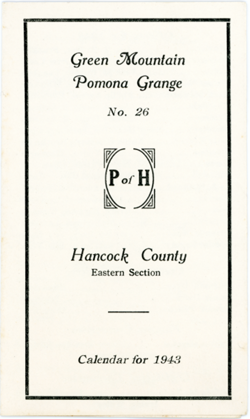 Green Mountain
Pomona Grange
No. 26
P of H
Hancock County
Eastern Section
Calendar for 1943